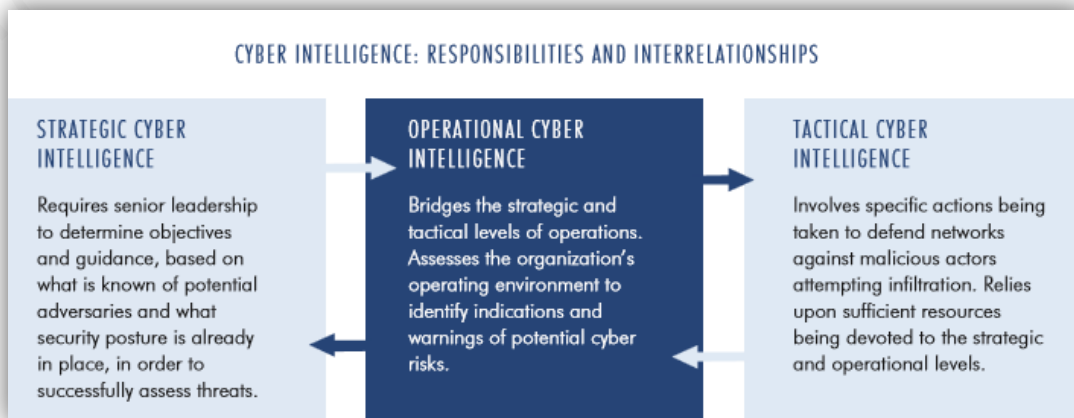 CYBER INTELLIGENCE: RESPONSIBILITIES AND INTERRELATIONSHIPS
STRATEGIC CYBER
INTELLIGENCE
Requires senior leadership
to determine objectives
and guidance, based on
what is known of potential
adversaries and what
security posture is already
in place, in order to
successfully assess threats.
OPERATIONAL CYBER
INTELLIGENCE
Bridges the strategic and
tactical levels of operations.
Assesses the organization's
operating environment to
identify indications and
warnings of potential cyber
risks.
TACTICAL CYBER
INTELLIGENCE
Involves specific actions being
taken to defend networks
against malicious actors
attempting infiltration. Relies
upon sufficient resources
being devoted to the strategic
and operational levels.